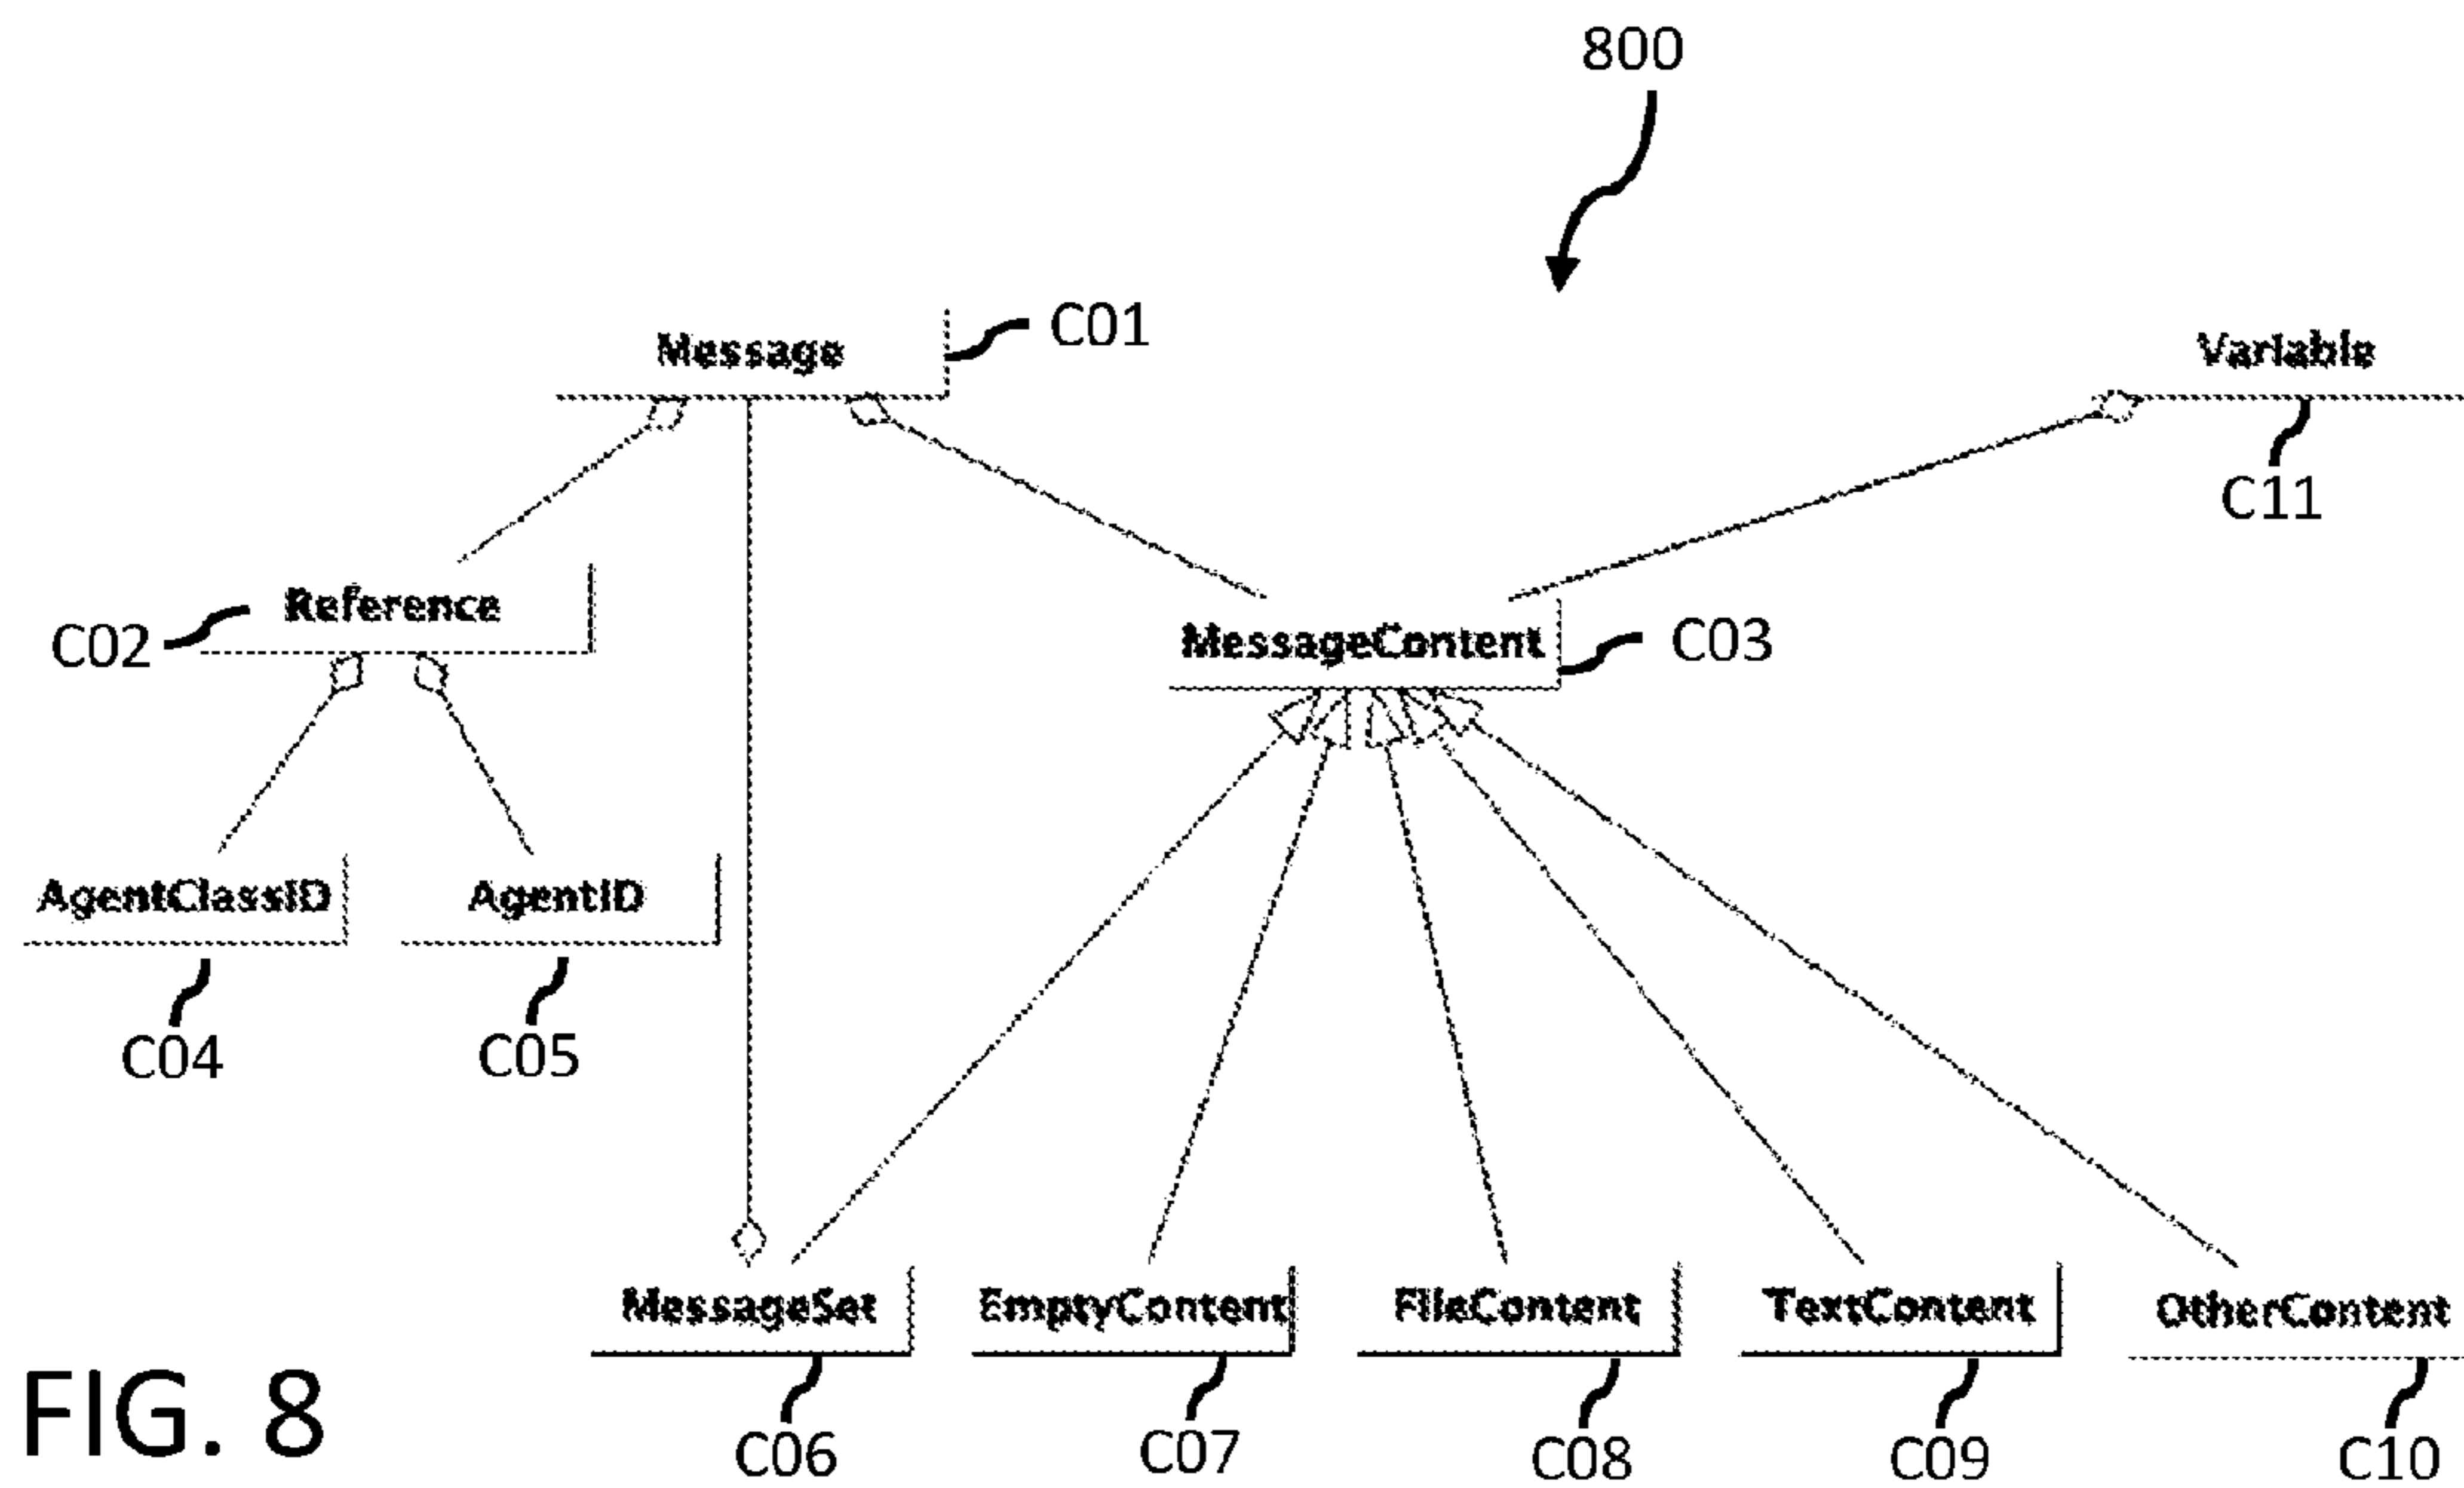 800
Message
C01
Variable
C11
Reference
C02
MessageContent
C03
AgentClassID
AgentID
C04
C05
MessageSet
EmptyContent
FileContent
TextContent
OtherContent
C06
C07
C08
C09
C10
FIG. 8